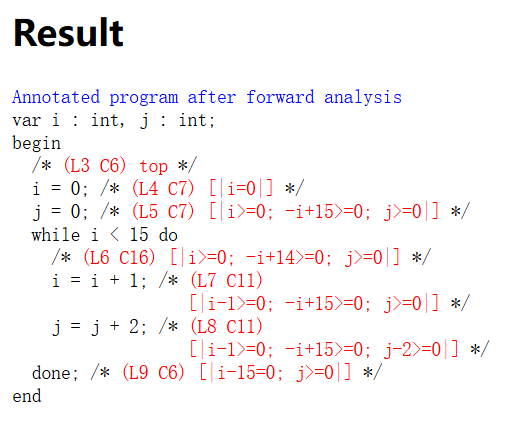 Result
Annotated program after forward analysis
var i : int, j : int;
begin
  /* (L3 C6) top */
  i = 0; /* (L4 C7) [|i=0|] */
  j = 0; /* (L5 C7) [|i>=0; -i+15>=0; j>=0|] */
  while i < 15 do
    /* (L6 C16) [|i>=0; -i+14>=0; j>=0|] */
    i = i + 1; /* (L7 C11)
                  [|i-1>=0; -i+15>=0; j>=0|] */
    j = j + 2; /* (L8 C11)
                  [|i-1>=0; -i+15>=0; j-2>=0|] */
  done; /* (L9 C6) [|i-15=0; j>=0|] */
end